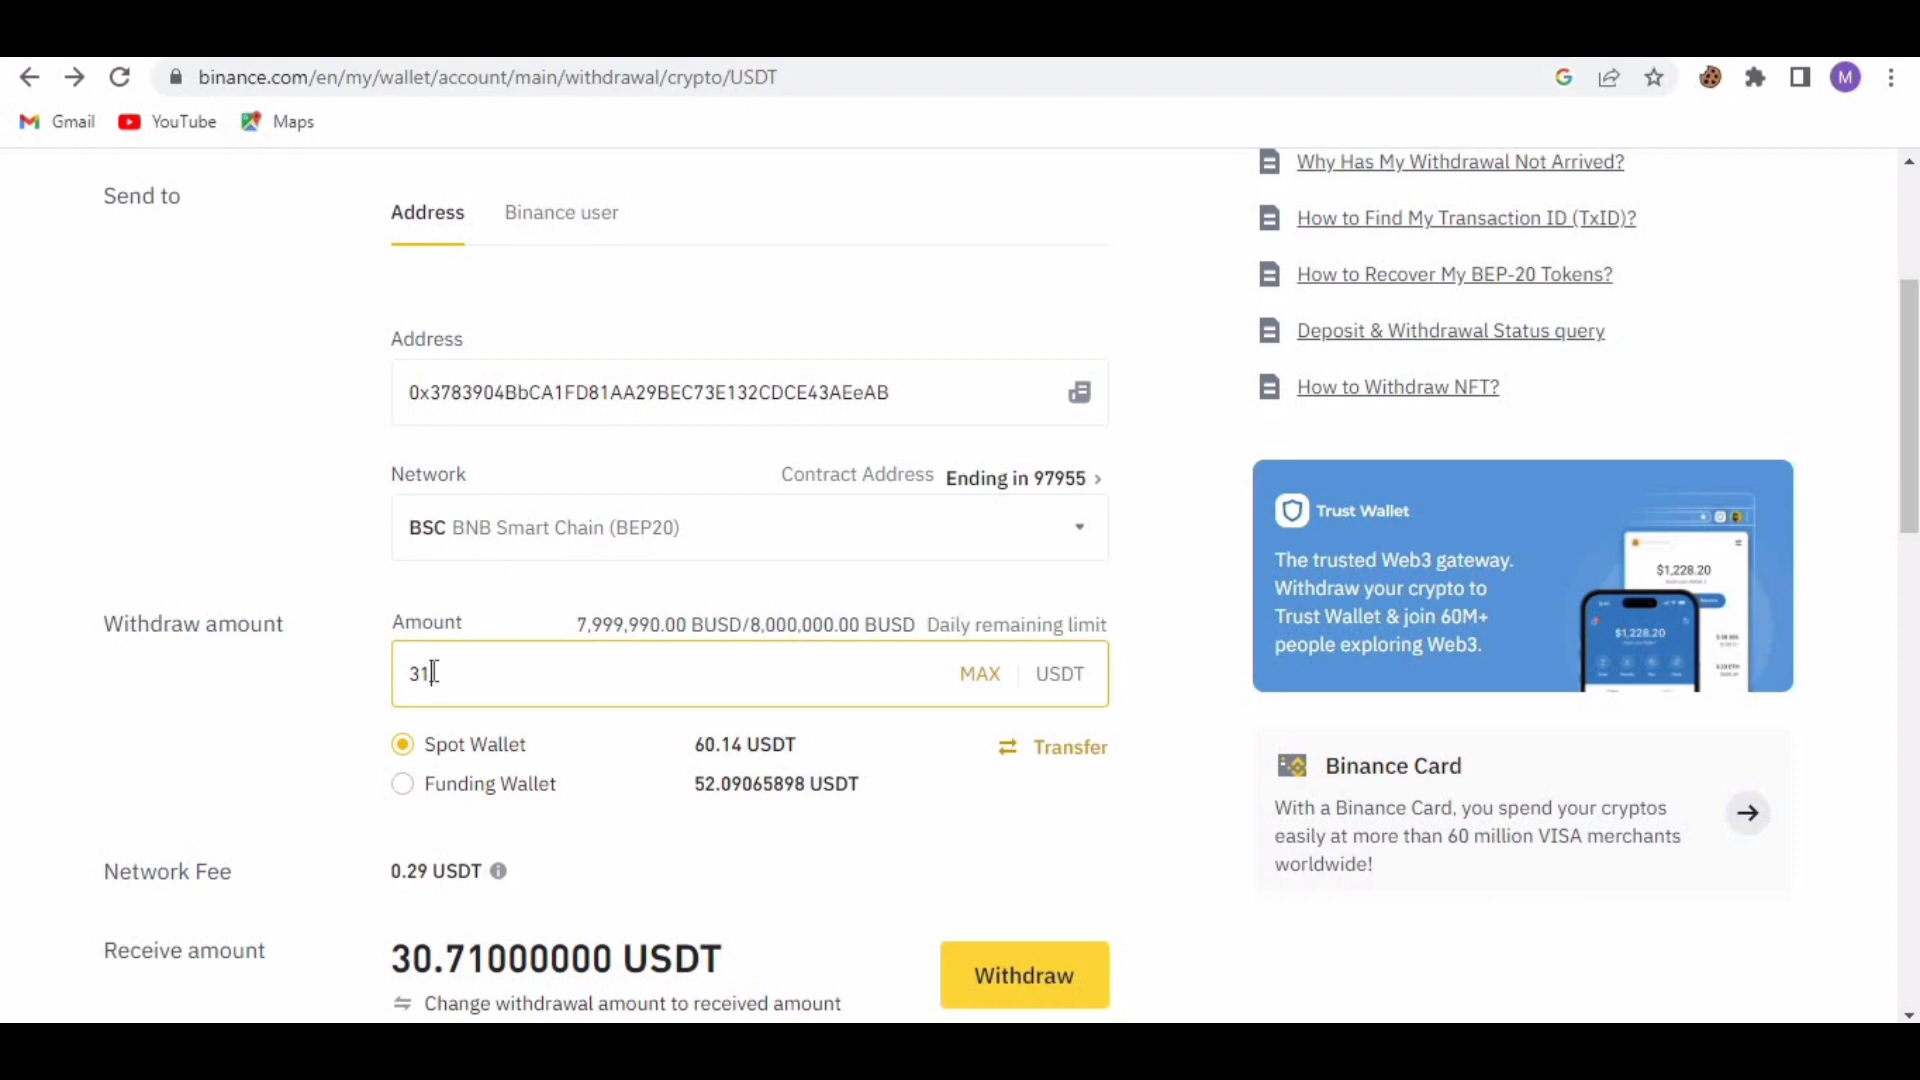 binance.com/en/my/wallet/account/main/withdrawal/crypto/USDT
M
Gmail
YouTube
Maps
Send to
Address
Binance user
Address
0x3783904BbCA1FD81AA29BEC73E132CDCE43AEeAB
Network
Contract Address Ending in 97955
BSC BNB Smart Chain (BEP20)
Withdraw amount
Amount
7,999,990.00 BUSD/8,000,000.00 BUSD Daily remaining limit
31
MAX
USDT
Spot Wallet
60.14 USDT
Transfer
Funding Wallet
52.09065898 USDT
Network Fee
0.29 USDT
Receive amount
30.71000000 USDT
Withdraw
Change withdrawal amount to received amount
Why Has My Withdrawal Not Arrived?
How to Find My Transaction ID (TxID)?
How to Recover My BEP-20 Tokens?
Deposit & Withdrawal Status query
How to Withdraw NFT?
Trust Wallet
The trusted Web3 gateway.
Withdraw your crypto to
Trust Wallet & join 60M+
people exploring Web3.
$1,228.20
$1,228.20
Binance Card
With a Binance Card, you spend your cryptos
easily at more than 60 million VISA merchants
worldwide!